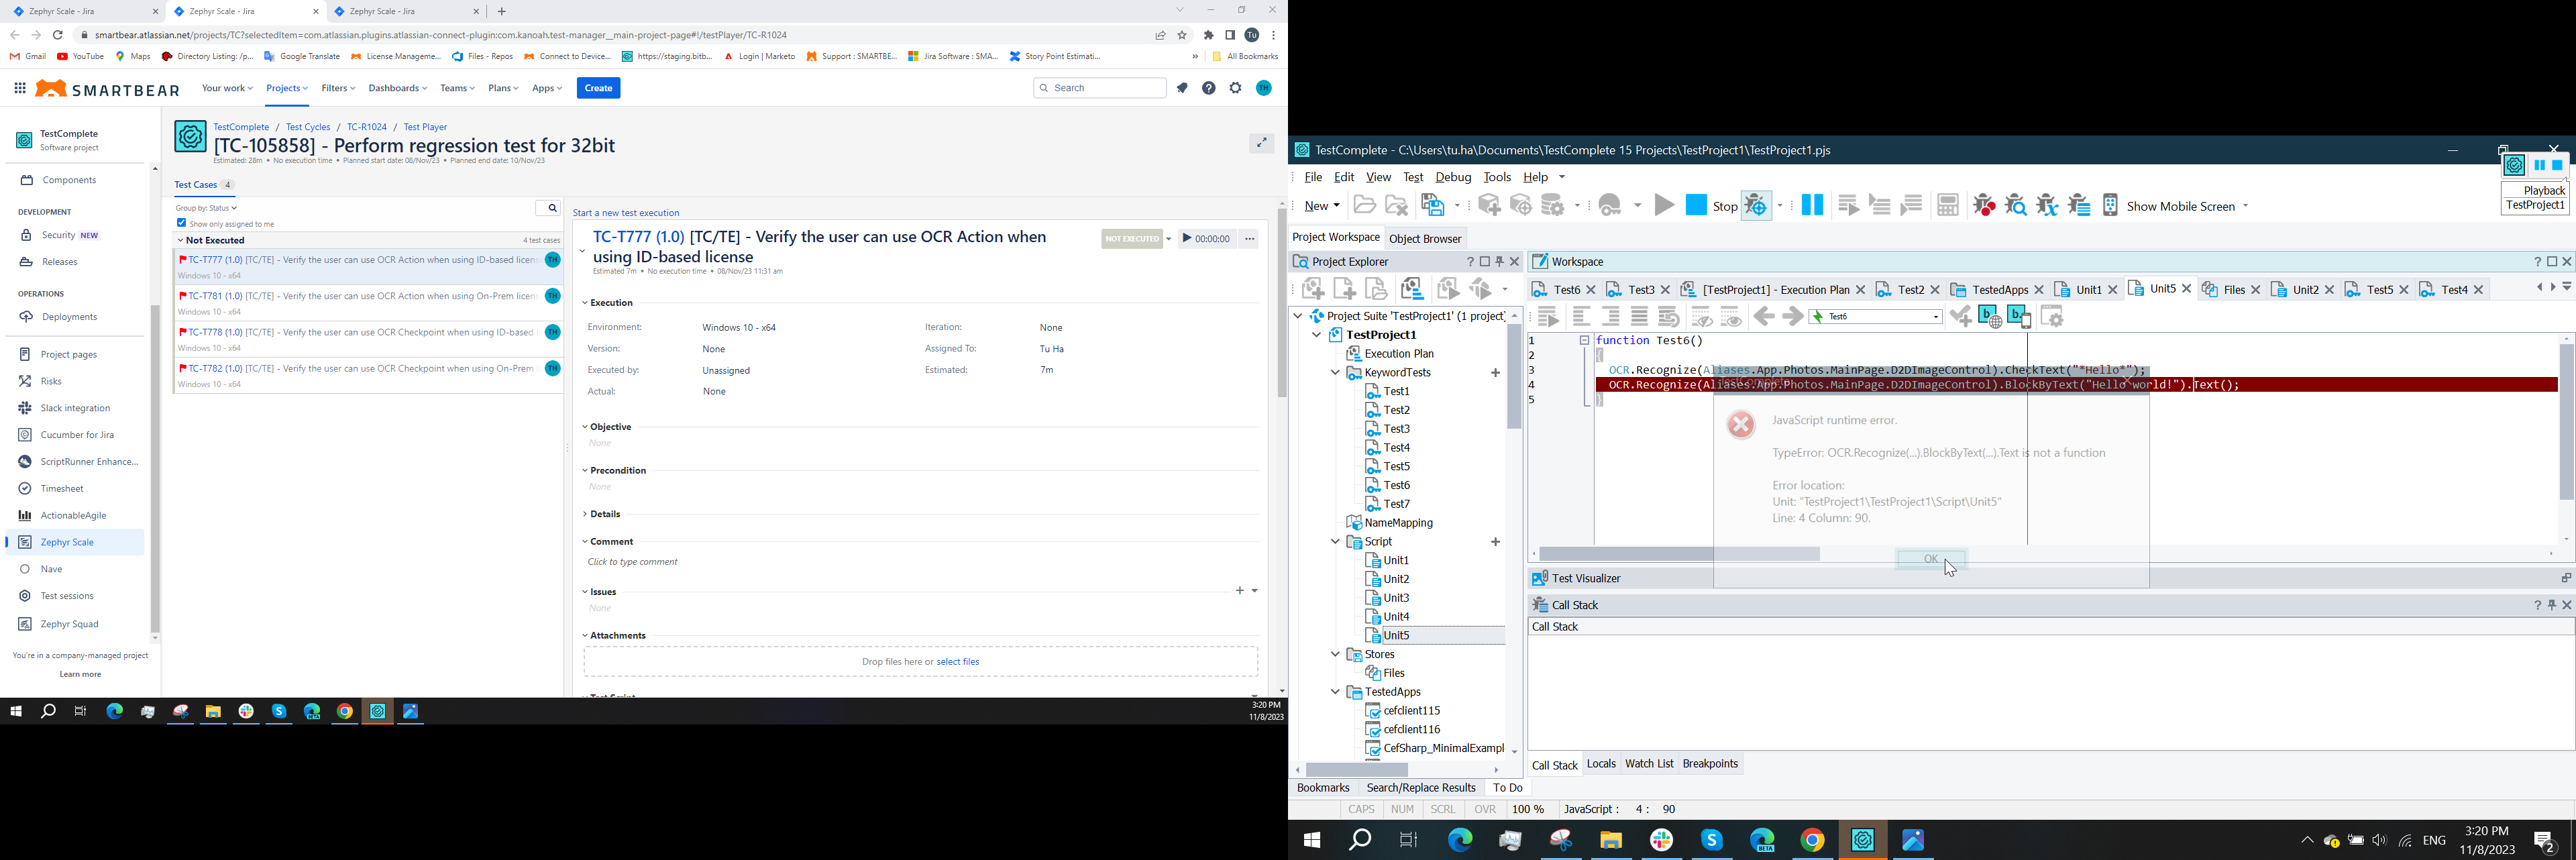 Zephyr Scale - Jira
Zephyr Scale - Jira
Zephyr Scale - Jira
smartbear.atlassian.net/projects/TC?selectedItem=com.atlassian.plugins.atlassian-connect-plugin:com.kanoah.test-manager__main-project-page#!/testPlayer/TC-R1024
Tu
Gmail YouTube Maps Directory Listing: /p... Google Translate License Manageme... Files - Repos Connect to Device... https://staging.bitb... Login | Marketo Support : SMARTBE... Jira Software : SMA... Story Point Estimati... » All Bookmarks
SMARTBEAR Your work Projects Filters Dashboards Teams Plans Apps Create Search TH
TestComplete
Software project
Components
DEVELOPMENT
Security NEW
Releases
OPERATIONS
Deployments
Project pages
Risks
Slack integration
Cucumber for Jira
ScriptRunner Enhance...
Timesheet
ActionableAgile
Zephyr Scale
Nave
Test sessions
Zephyr Squad
You're in a company-managed project
Learn more
TestComplete / Test Cycles / TC-R1024 / Test Player
[TC-105858] - Perform regression test for 32bit
Estimated: 28m • No execution time • Planned start date: 08/Nov/23 • Planned end date: 10/Nov/23
Test Cases 4
Group by: Status
Show only assigned to me
Not Executed 4 test cases
TC-T777 (1.0) [TC/TE] - Verify the user can use OCR Action when using ID-based licens TH
Windows 10 - x64
TC-T781 (1.0) [TC/TE] - Verify the user can use OCR Action when using On-Prem licen TH
Windows 10 - x64
TC-T778 (1.0) [TC/TE] - Verify the user can use OCR Checkpoint when using ID-based TH
Windows 10 - x64
TC-T782 (1.0) [TC/TE] - Verify the user can use OCR Checkpoint when using On-Prem TH
Windows 10 - x64
Start a new test execution
TC-T777 (1.0) [TC/TE] - Verify the user can use OCR Action when
using ID-based license
NOT EXECUTED 00:00:00
Estimated 7m • No execution time • 08/Nov/23 11:31 am
Execution
Environment: Windows 10 - x64 Iteration: None
Version: None Assigned To: Tu Ha
Executed by: Unassigned Estimated: 7m
Actual: None
Objective
None
Precondition
None
Details
Comment
Click to type comment
Issues
None
Attachments
Drop files here or select files
3:20 PM
11/8/2023
TestComplete - C:\Users\tu.ha\Documents\TestComplete 15 Projects\TestProject1\TestProject1.pjs
Playback
TestProject1
File Edit View Test Debug Tools Help
New Stop Show Mobile Screen
Project Workspace Object Browser
Project Explorer
Project Suite 'TestProject1' (1 project)
TestProject1
Execution Plan
KeywordTests
Test1
Test2
Test3
Test4
Test5
Test6
Test7
NameMapping
Script
Unit1
Unit2
Unit3
Unit4
Unit5
Stores
Files
TestedApps
cefclient115
cefclient116
CefSharp_MinimalExampl
Workspace
Test6 Test3 [TestProject1] - Execution Plan Test2 TestedApps Unit1 Unit5 Files Unit2 Test5 Test4
Test6
1 function Test6()
2 {
3 OCR.Recognize(Aliases.App.Photos.MainPage.D2DImageControl).CheckText("*Hello*");
4 OCR.Recognize(Aliases.App.Photos.MainPage.D2DImageControl).BlockByText("Hello world!").Text();
5 }
TestComplete
JavaScript runtime error.
TypeError: OCR.Recognize(...).BlockByText(...).Text is not a function
Error location:
Unit: "TestProject1\TestProject1\Script\Unit5"
Line: 4 Column: 90.
OK
Test Visualizer
Call Stack
Call Stack
Call Stack Locals Watch List Breakpoints
Bookmarks Search/Replace Results To Do
CAPS NUM SCRL OVR 100 % JavaScript : 4 : 90
ENG
3:20 PM
11/8/2023
2